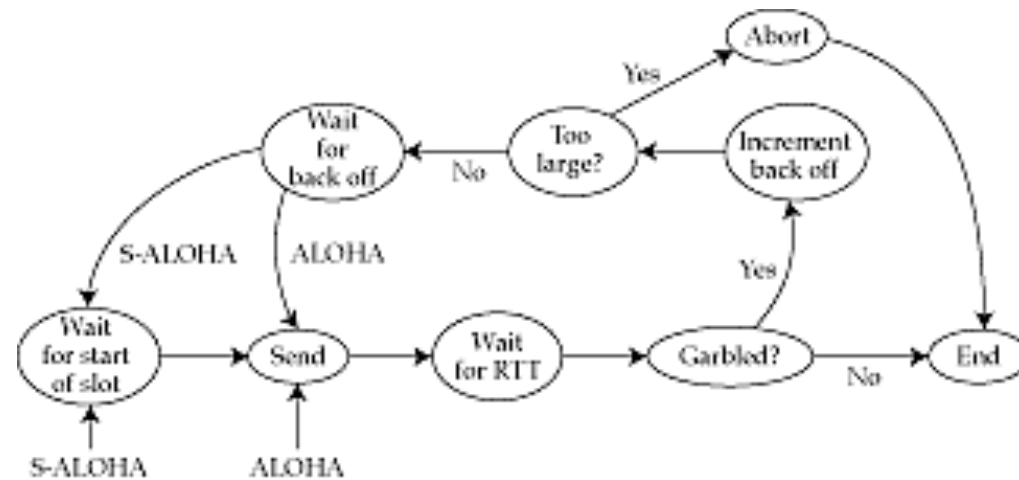 Abort
Yes
Wait
for
back off
No
Too
large?
Increment
back off
S-ALOHA
ALOHA
Yes
Wait
for start
of slot
Send
Wait
for RTT
Garbled?
No
End
S-ALOHA
ALOHA